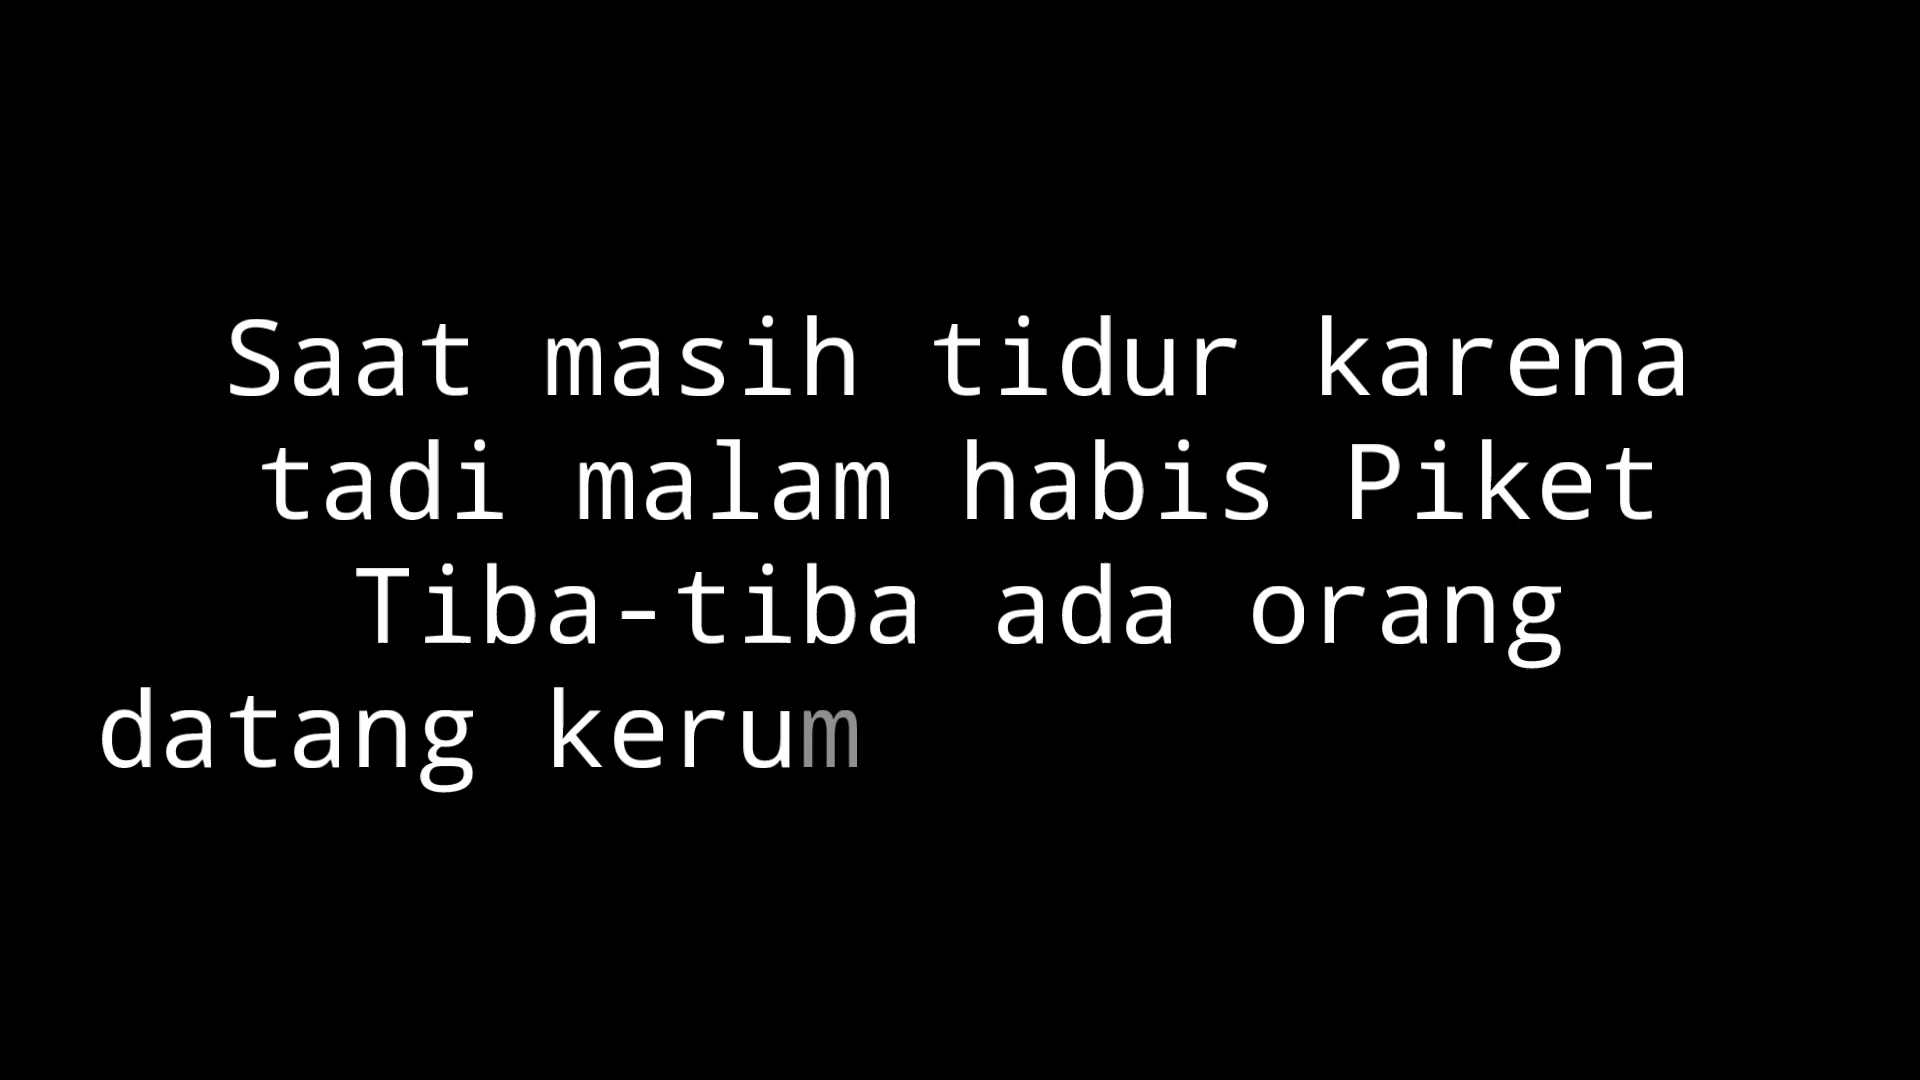 Saat masih tidur karena
tadi malam habis Piket
Tiba-tiba ada orang
datang kerum